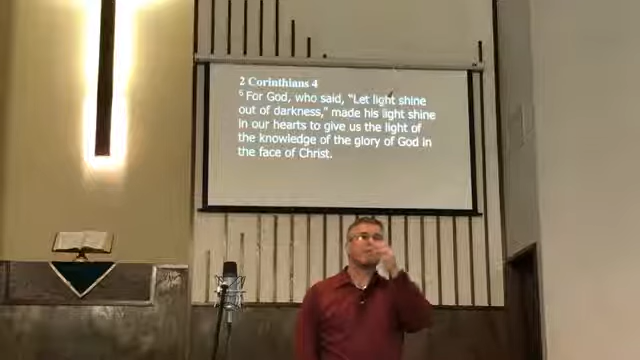 2 Corinthians 4
6 For God, who said, “Let light shine
out of darkness,” made his light shine
in our hearts to give us the light of
the knowledge of the glory of God in
the face of Christ.